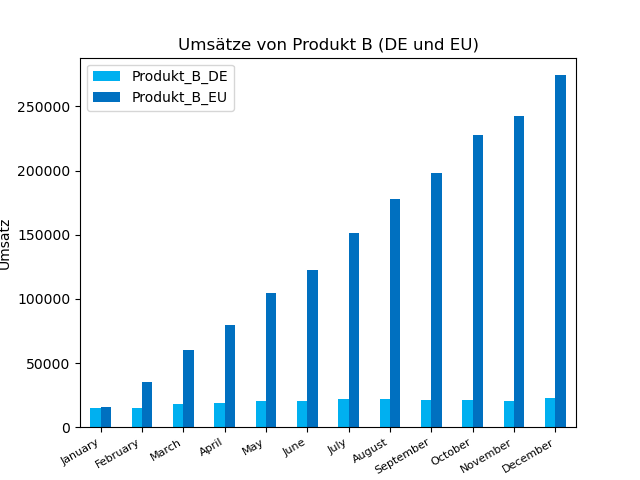 Umsätze von Produkt B (DE und EU)
Produkt_B_DE
Produkt_B_EU
250000
200000
150000
100000
50000
0
Umsatz
January
February
March
April
May
June
July
August
September
October
November
December